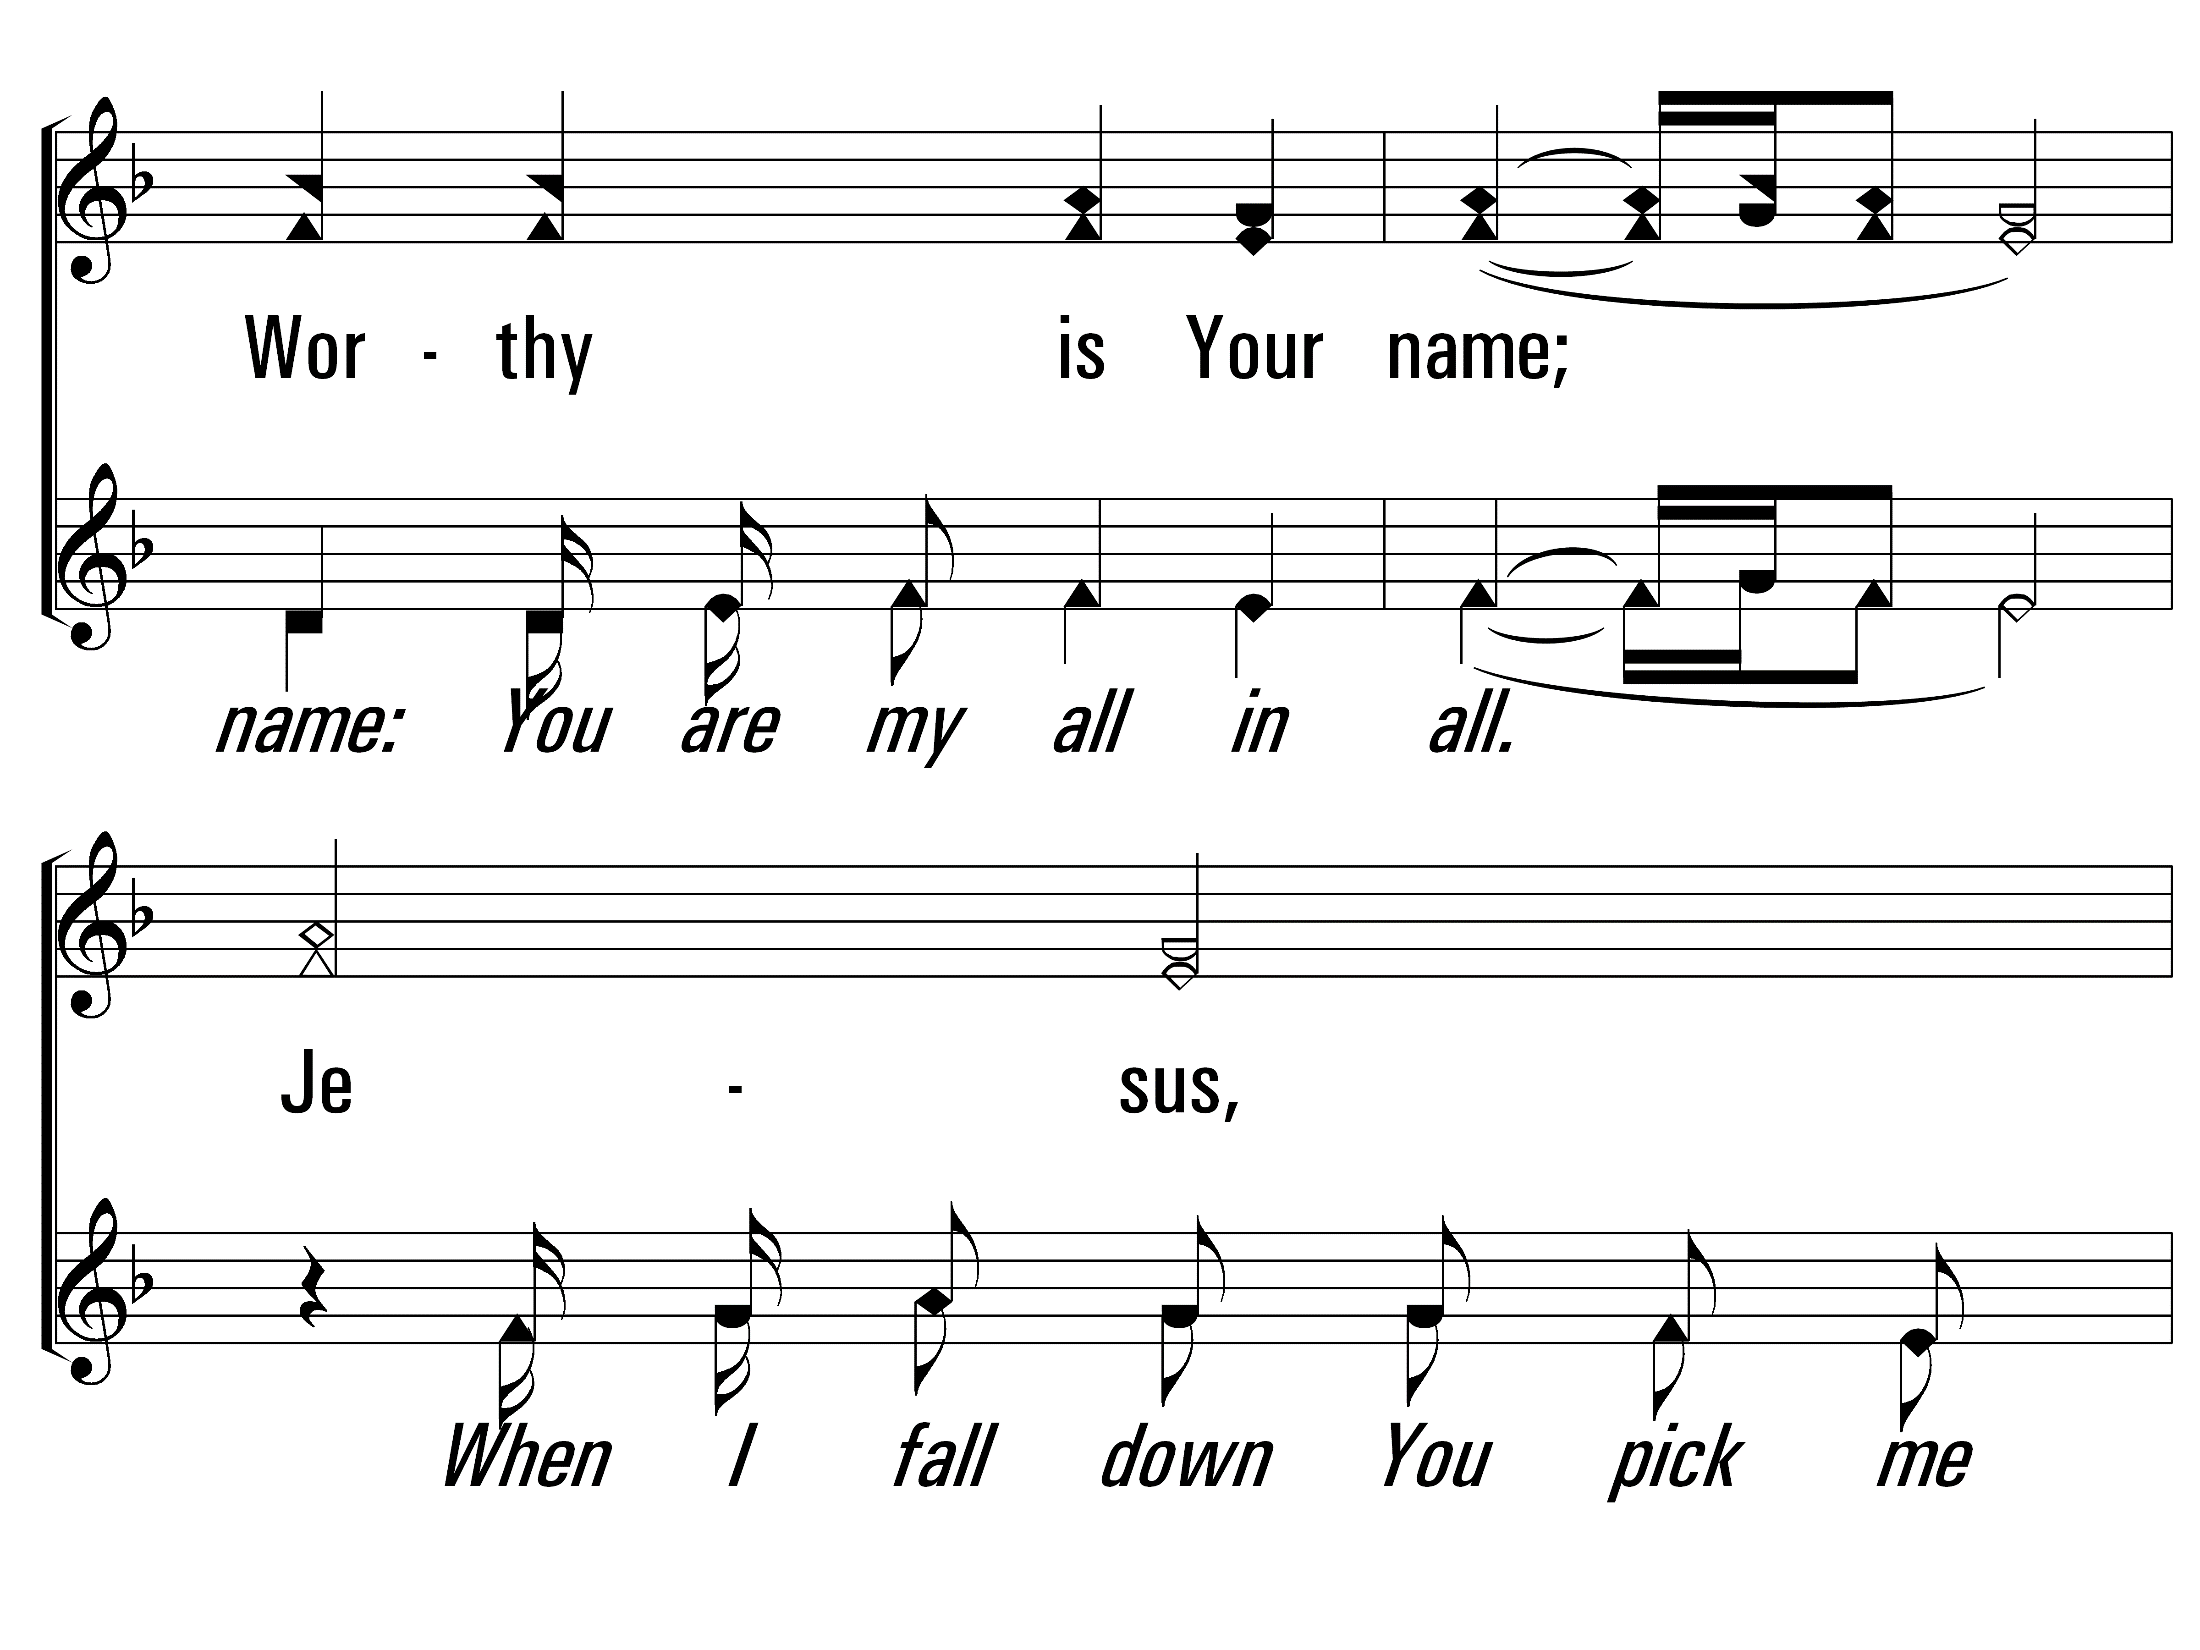 Wor - thy is Your name;
name: You are my all in all.
Je - sus,
When I fall down You pick me